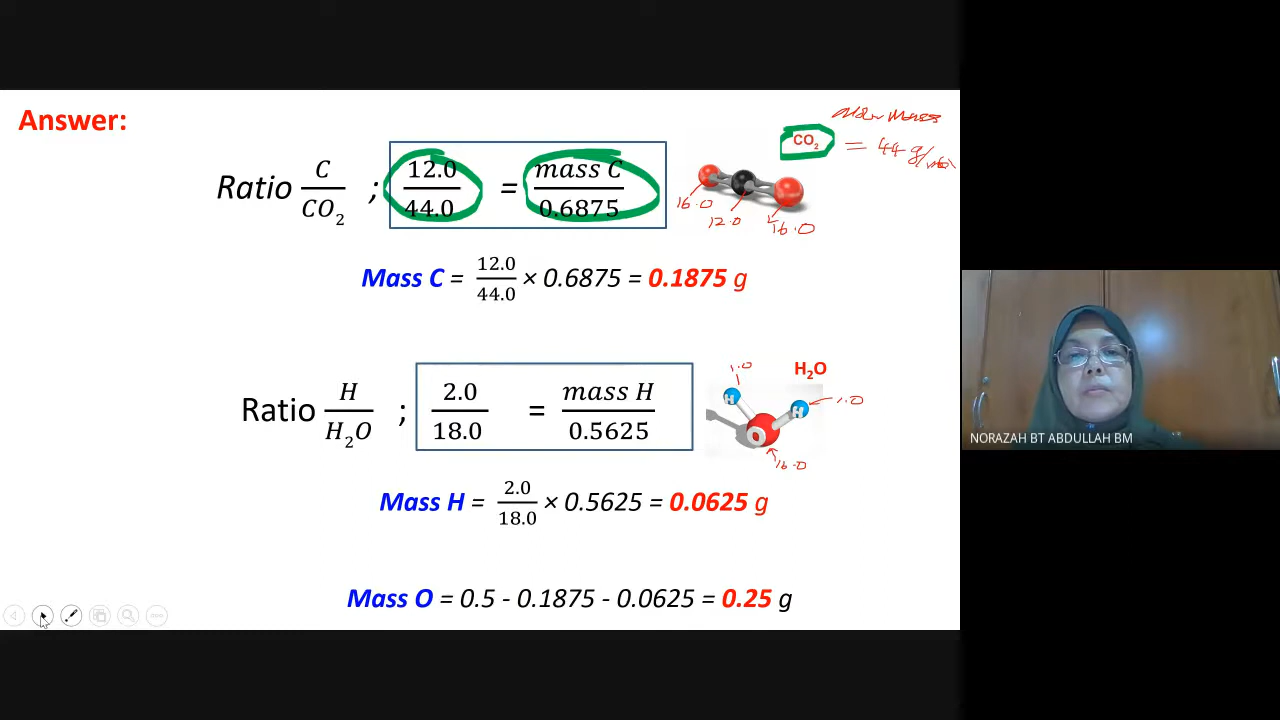 Answer:
Ratio C/CO₂ ; 12.0/44.0 = mass C/0.6875
Molar Mass
CO₂ = 44 g/mol
16.0
12.0
16.0
Mass C = 12.0/44.0 × 0.6875 = 0.1875 g
Ratio H/H₂O ; 2.0/18.0 = mass H/0.5625
H₂O
1.0
1.0
H
H
O
16.0
Mass H = 2.0/18.0 × 0.5625 = 0.0625 g
Mass O = 0.5 - 0.1875 - 0.0625 = 0.25 g
NORAZAH BT ABDULLAH BM